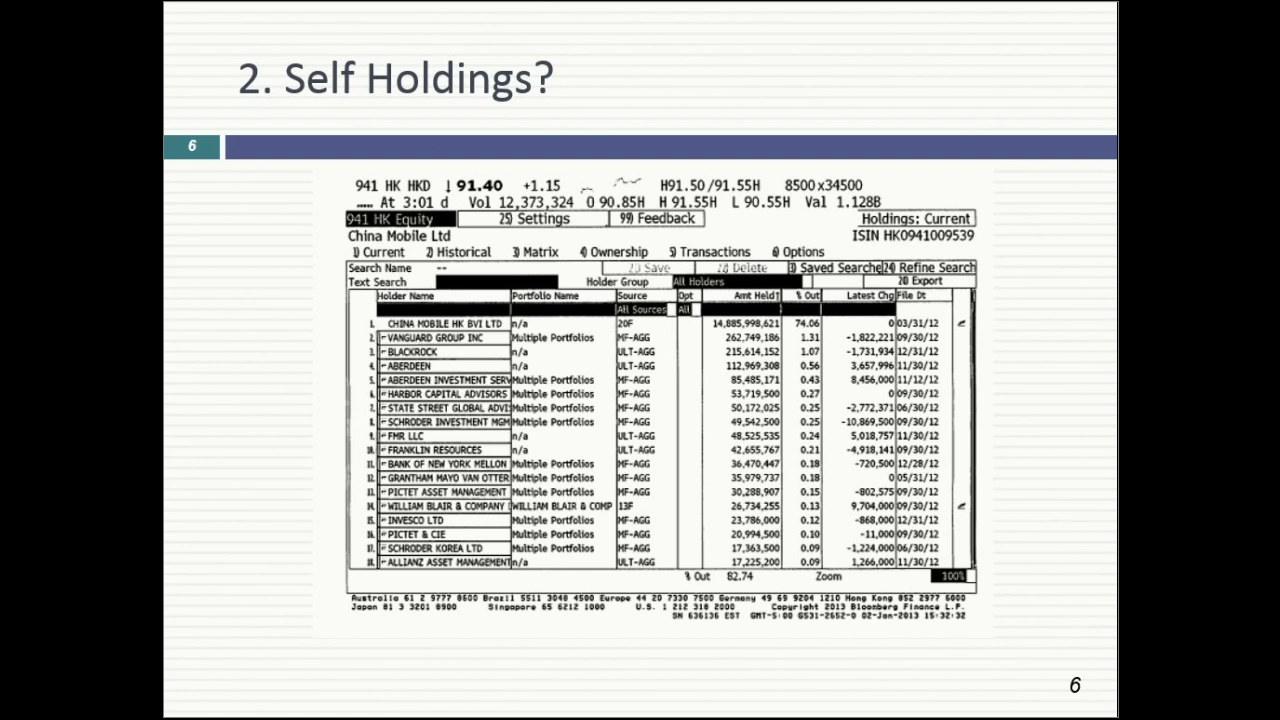 2. Self Holdings?
6
941 HK HKD ↓ 91.40 +1.15 H91.50/91.55H 8500x34500
At 3:01 d Vol 12,373,324 O 90.85H H 91.55H L 90.55H Val 1.128B
941 HK Equity 25) Settings 99) Feedback Holdings: Current
China Mobile Ltd ISIN HK0941009539
1) Current 2) Historical 3) Matrix 4) Ownership 5) Transactions 6) Options
Search Name -- Save Delete Saved Searche 24) Refine Search
Text Search Holder Group All Holders 20) Export
Holder Name Portfolio Name Source Opt Amt Held↑ % Out Latest Chg File Dt
All Sources All
1. CHINA MOBILE HK BVI LTD n/a 20F 14,885,998,621 74.06 0 03/31/12
2. VANGUARD GROUP INC Multiple Portfolios MF-AGG 262,749,186 1.31 -1,822,221 09/30/12
3. BLACKROCK n/a ULT-AGG 215,614,152 1.07 -1,731,934 12/31/12
4. ABERDEEN n/a ULT-AGG 112,969,308 0.56 3,657,996 11/30/12
5. ABERDEEN INVESTMENT SERV Multiple Portfolios MF-AGG 85,485,171 0.43 8,456,000 11/12/12
6. HARBOR CAPITAL ADVISORS Multiple Portfolios MF-AGG 53,719,500 0.27 0 09/30/12
7. STATE STREET GLOBAL ADVI Multiple Portfolios MF-AGG 50,172,025 0.25 -2,772,371 06/30/12
8. SCHRODER INVESTMENT MGM Multiple Portfolios MF-AGG 49,542,500 0.25 -10,869,500 09/30/12
9. FMR LLC n/a ULT-AGG 48,525,535 0.24 5,018,757 11/30/12
10. FRANKLIN RESOURCES n/a ULT-AGG 42,655,767 0.21 -4,918,141 09/30/12
11. BANK OF NEW YORK MELLON Multiple Portfolios MF-AGG 36,470,447 0.18 -720,500 12/28/12
12. GRANTHAM MAYO VAN OTTER Multiple Portfolios MF-AGG 35,979,737 0.18 0 05/31/12
13. PICTET ASSET MANAGEMENT Multiple Portfolios MF-AGG 30,288,907 0.15 -802,575 09/30/12
14. WILLIAM BLAIR & COMPANY WILLIAM BLAIR & COMP 13F 26,734,255 0.13 9,704,000 09/30/12
15. INVESCO LTD Multiple Portfolios MF-AGG 23,786,000 0.12 -868,000 12/31/12
16. PICTET & CIE Multiple Portfolios MF-AGG 20,994,500 0.10 -11,000 09/30/12
17. SCHRODER KOREA LTD Multiple Portfolios MF-AGG 17,363,500 0.09 -1,224,000 06/30/12
18. ALLIANZ ASSET MANAGEMENT n/a ULT-AGG 17,225,200 0.09 1,266,000 11/30/12
% Out 82.74 Zoom 100%
Australia 61 2 9777 8600 Brazil 5511 3048 4500 Europe 44 20 7330 7500 Germany 49 69 9204 1210 Hong Kong 852 2977 6000
Japan 81 3 3201 8900 Singapore 65 6212 1000 U.S. 1 212 318 2000 Copyright 2013 Bloomberg Finance L.P.
SN 636136 EST GMT-5:00 G531-2652-0 02-Jan-2013 15:32:32
6